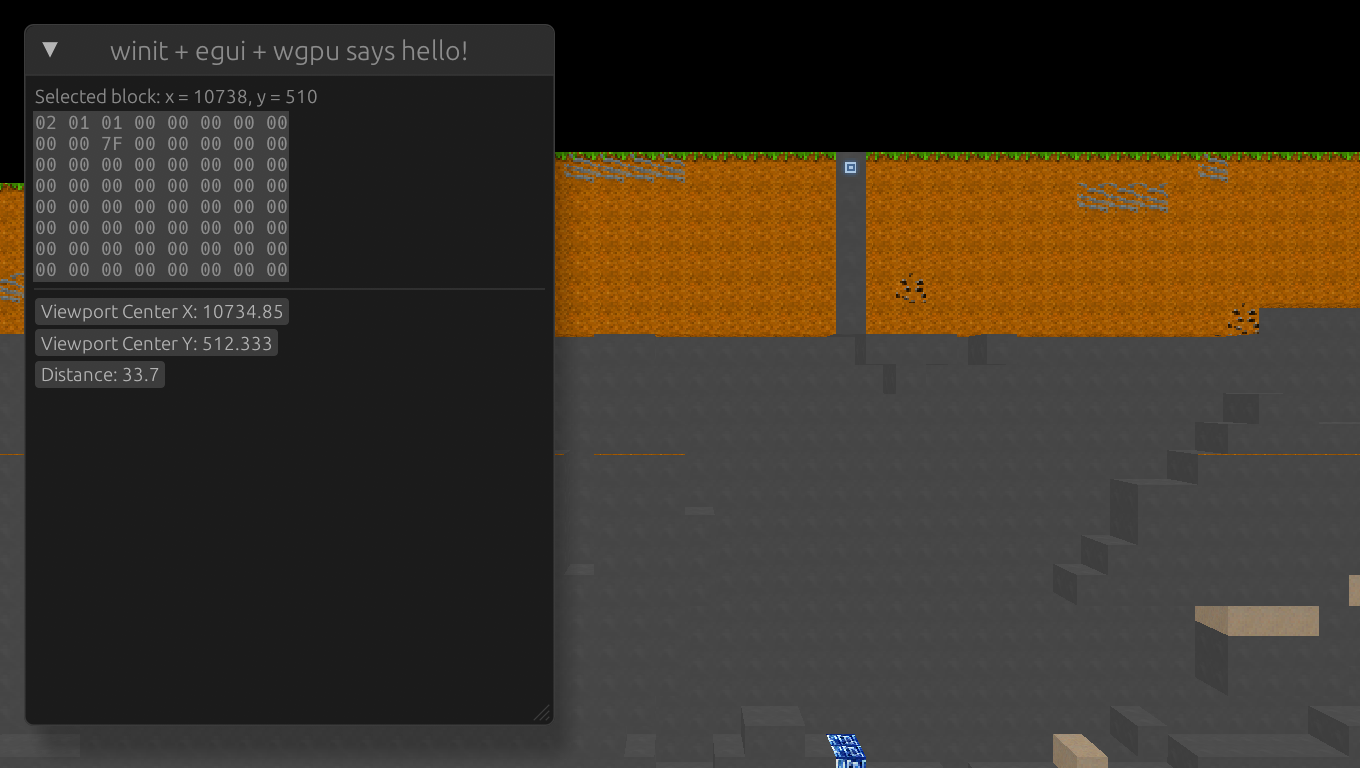 ▼ winit + egui + wgpu says hello!
Selected block: x = 10738, y = 510
02 01 01 00 00 00 00 00
00 00 7F 00 00 00 00 00
00 00 00 00 00 00 00 00
00 00 00 00 00 00 00 00
00 00 00 00 00 00 00 00
00 00 00 00 00 00 00 00
00 00 00 00 00 00 00 00
00 00 00 00 00 00 00 00
Viewport Center X: 10734.85
Viewport Center Y: 512.333
Distance: 33.7